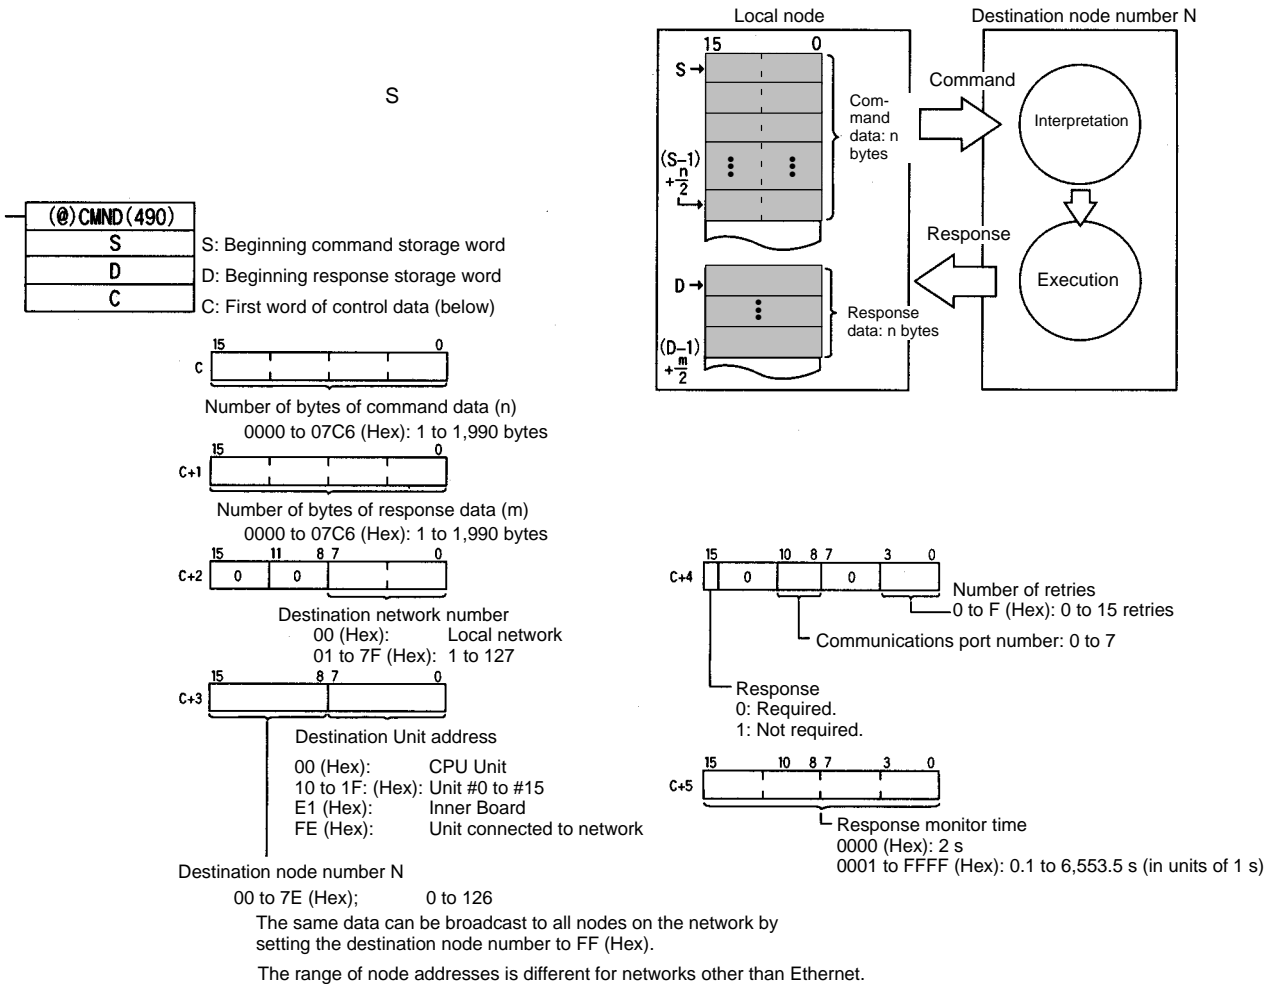 S
(@)CMND(490)
S
D
C
S: Beginning command storage word
D: Beginning response storage word
C: First word of control data (below)
Local node
Destination node number N
15 0
S
(S–1)
+n/2
Com-
mand
data: n
bytes
Command
Interpretation
Response
Execution
D
(D–1)
+m/2
Response
data: n bytes
15 0
C
Number of bytes of command data (n)
0000 to 07C6 (Hex): 1 to 1,990 bytes
15 0
C+1
Number of bytes of response data (m)
0000 to 07C6 (Hex): 1 to 1,990 bytes
15 11 8 7 0
C+2 0 0
Destination network number
00 (Hex): Local network
01 to 7F (Hex): 1 to 127
15 8 7 0
C+3
Destination Unit address
00 (Hex): CPU Unit
10 to 1F: (Hex): Unit #0 to #15
E1 (Hex): Inner Board
FE (Hex): Unit connected to network
Destination node number N
00 to 7E (Hex); 0 to 126
The same data can be broadcast to all nodes on the network by
setting the destination node number to FF (Hex).
The range of node addresses is different for networks other than Ethernet.
15 10 8 7 3 0
C+4 0 0
Number of retries
0 to F (Hex): 0 to 15 retries
Communications port number: 0 to 7
Response
0: Required.
1: Not required.
15 10 8 7 3 0
C+5
Response monitor time
0000 (Hex): 2 s
0001 to FFFF (Hex): 0.1 to 6,553.5 s (in units of 1 s)